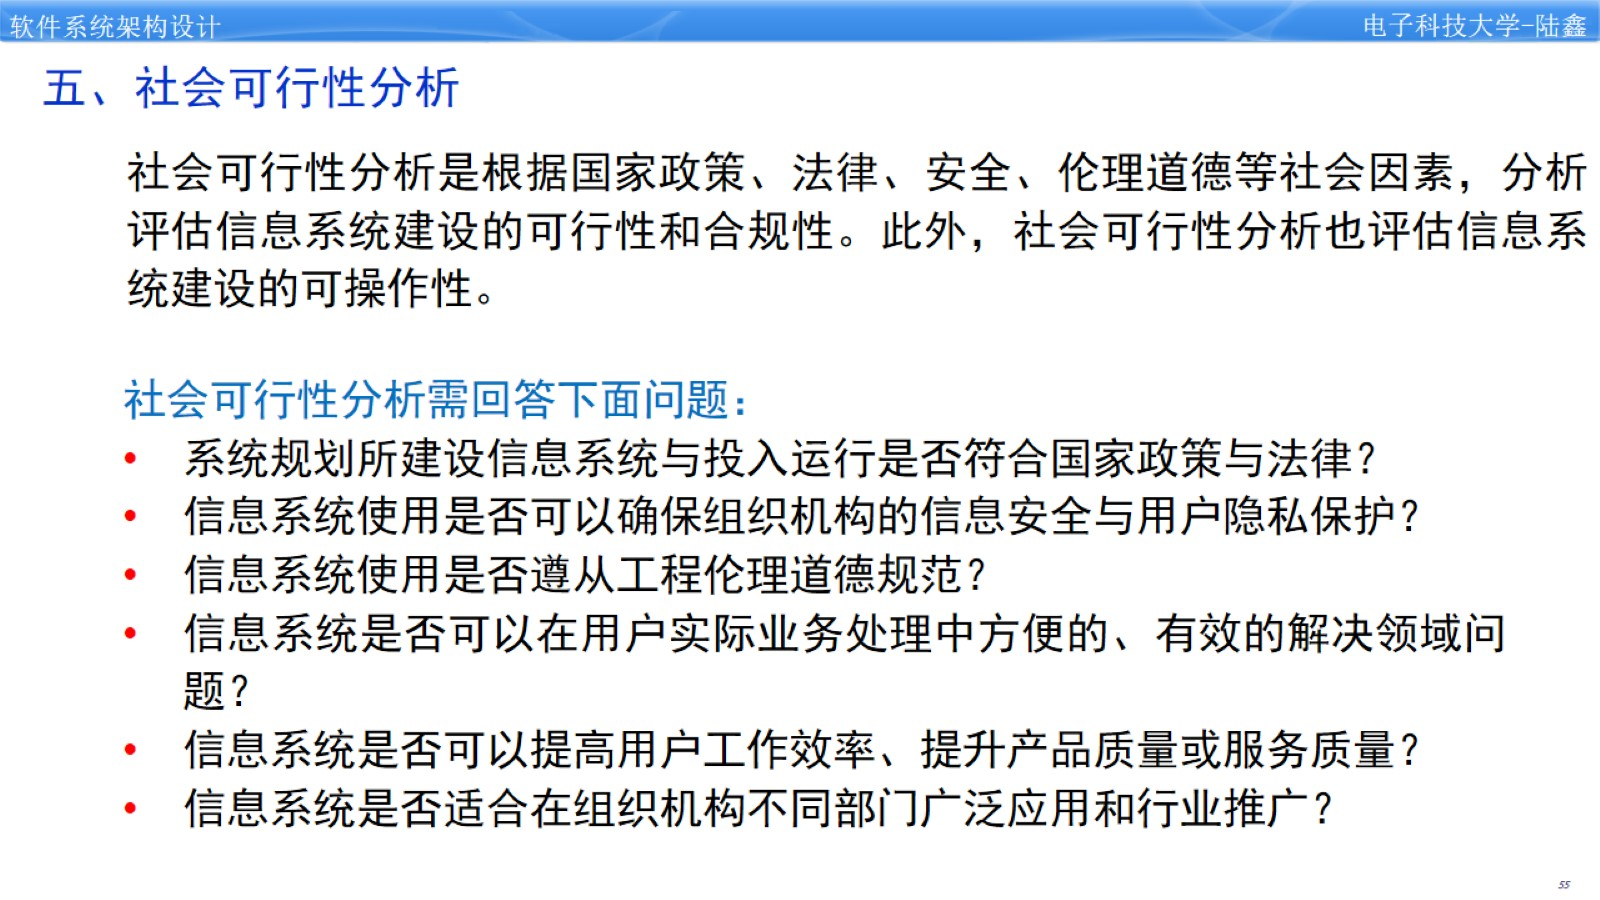 软件系统架构设计
电子科技大学-陆鑫
五、社会可行性分析
社会可行性分析是根据国家政策、法律、安全、伦理道德等社会因素，分析
评估信息系统建设的可行性和合规性。此外，社会可行性分析也评估信息系
统建设的可操作性。
社会可行性分析需回答下面问题：
• 系统规划所建设信息系统与投入运行是否符合国家政策与法律？
• 信息系统使用是否可以确保组织机构的信息安全与用户隐私保护？
• 信息系统使用是否遵从工程伦理道德规范？
• 信息系统是否可以在用户实际业务处理中方便的、有效的解决领域问
题？
• 信息系统是否可以提高用户工作效率、提升产品质量或服务质量？
• 信息系统是否适合在组织机构不同部门广泛应用和行业推广？
55